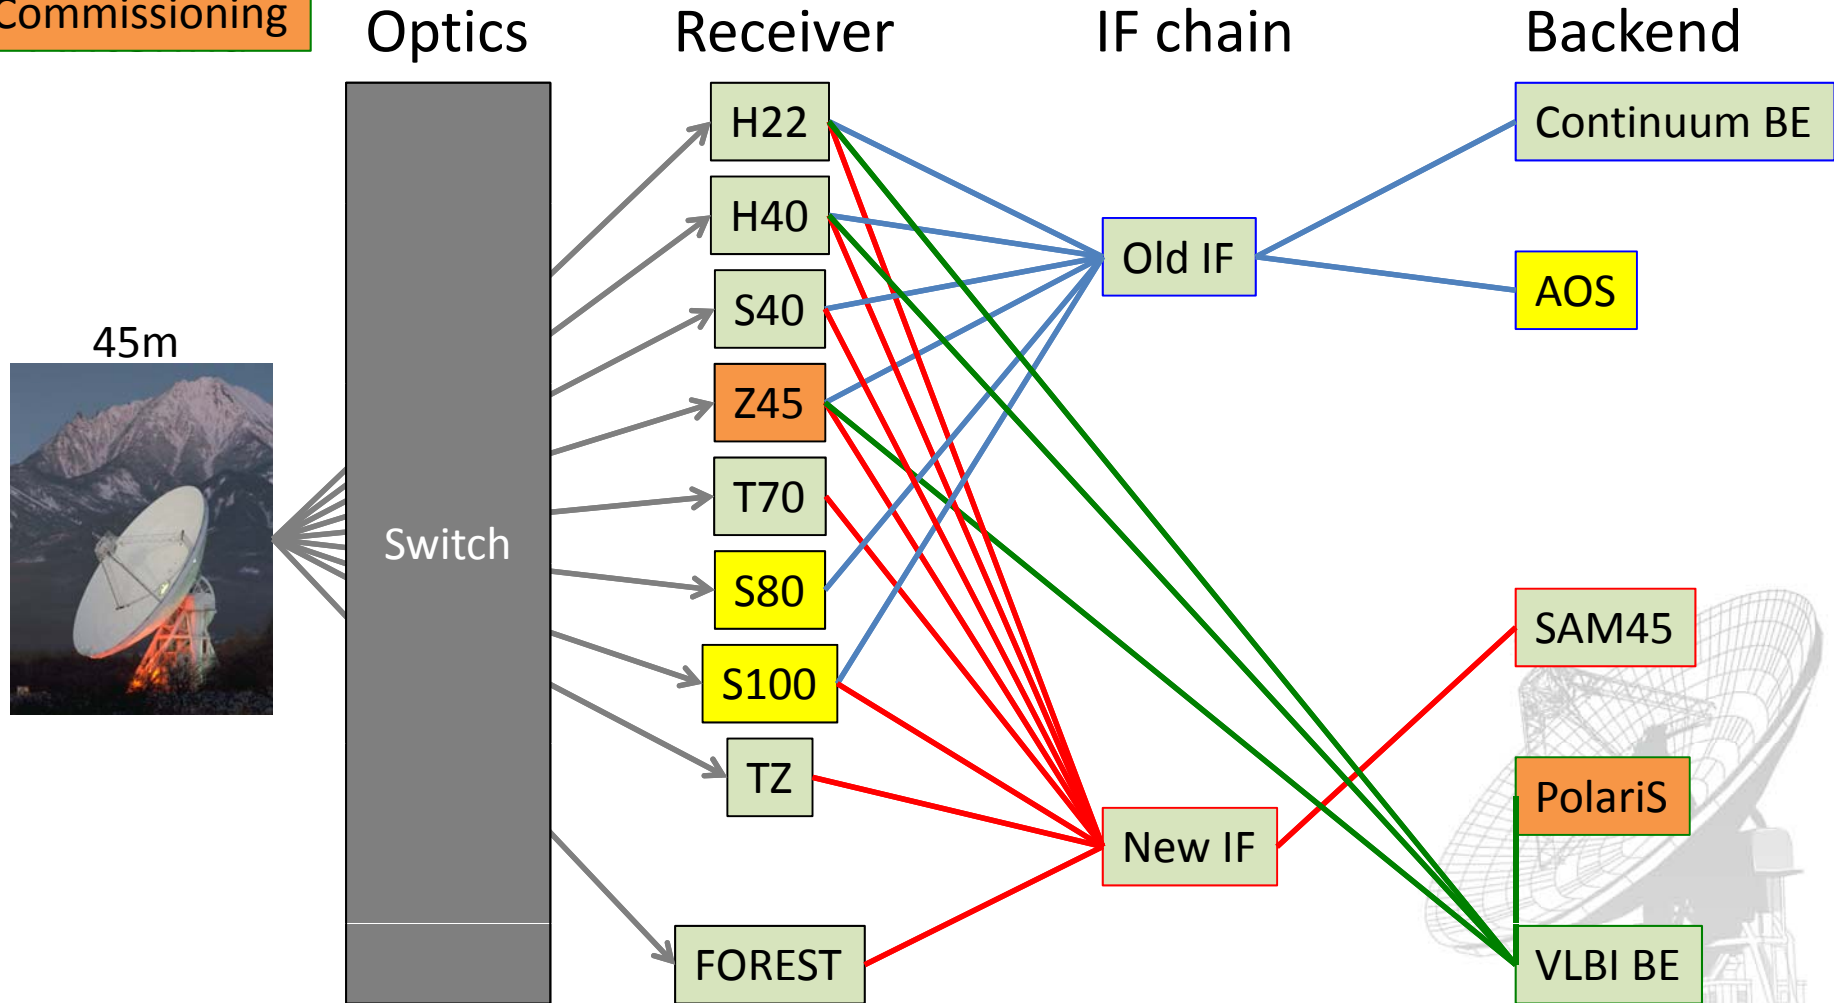 Commissioning
Optics
Receiver
IF chain
Backend
45m
Switch
H22
H40
S40
Z45
T70
S80
S100
TZ
FOREST
Old IF
New IF
Continuum BE
AOS
SAM45
PolariS
VLBI BE